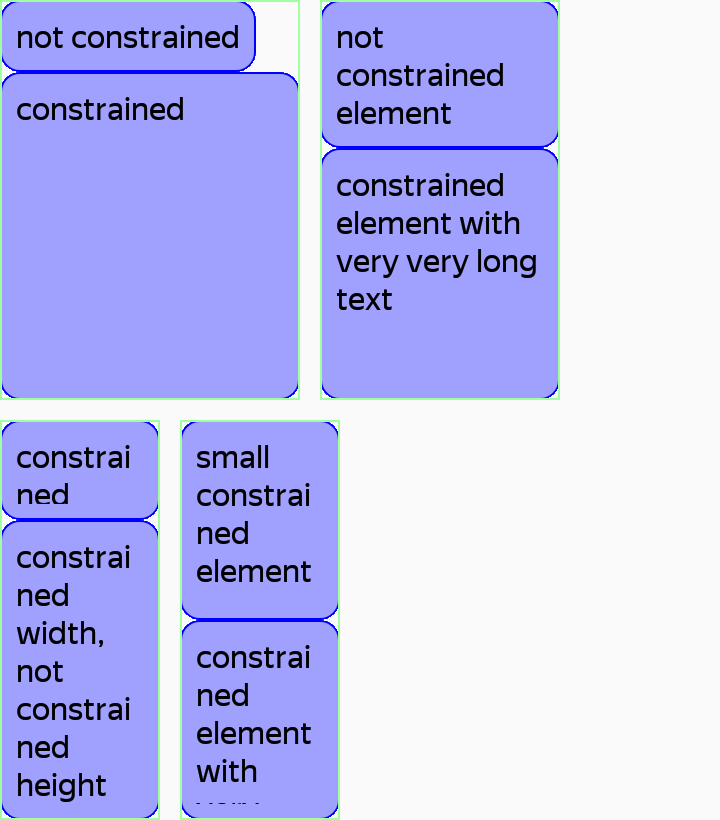 not constrained
constrained
not
constrained
element
constrained
element with
very very long
text
constrai
ned
constrai
ned
width,
not
constrai
ned
height
small
constrai
ned
element
constrai
ned
element
with